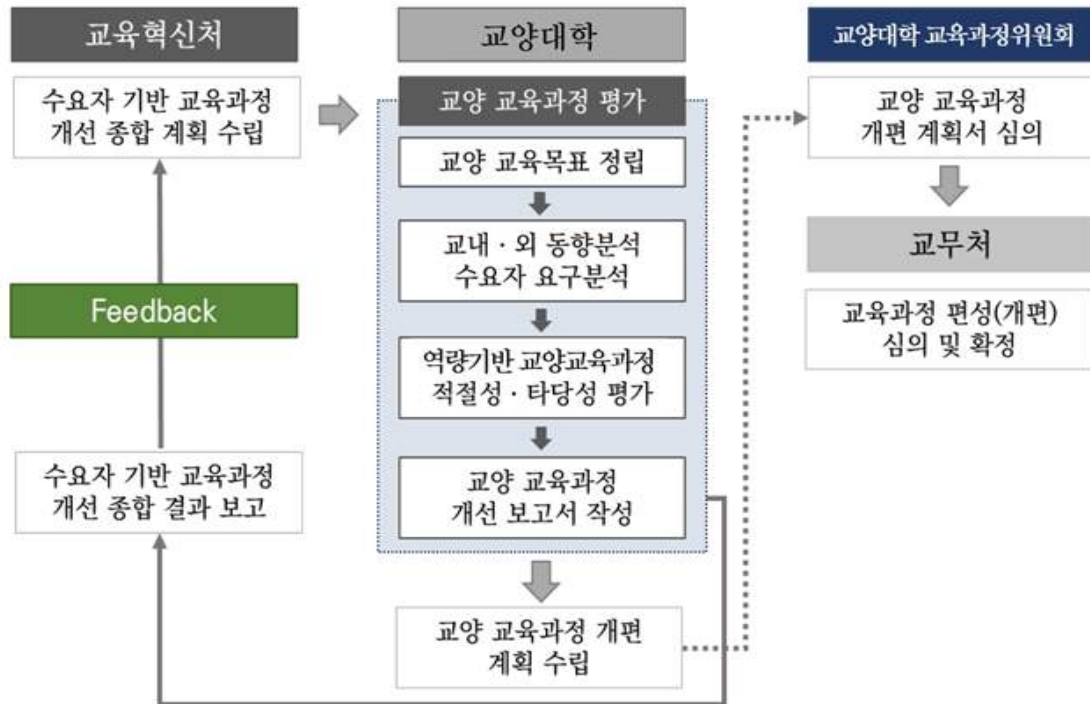 교육혁신처
수요자 기반 교육과정
개선 종합 계획 수립
Feedback
수요자 기반 교육과정
개선 종합 결과 보고
교양대학
교양 교육과정 평가
교양 교육목표 정립
교내 · 외 동향분석
수요자 요구분석
역량기반 교양교육과정
적절성 · 타당성 평가
교양 교육과정
개선 보고서 작성
교양 교육과정 개편
계획 수립
교양대학 교육과정위원회
교양 교육과정
개편 계획서 심의
교무처
교육과정 편성(개편)
심의 및 확정